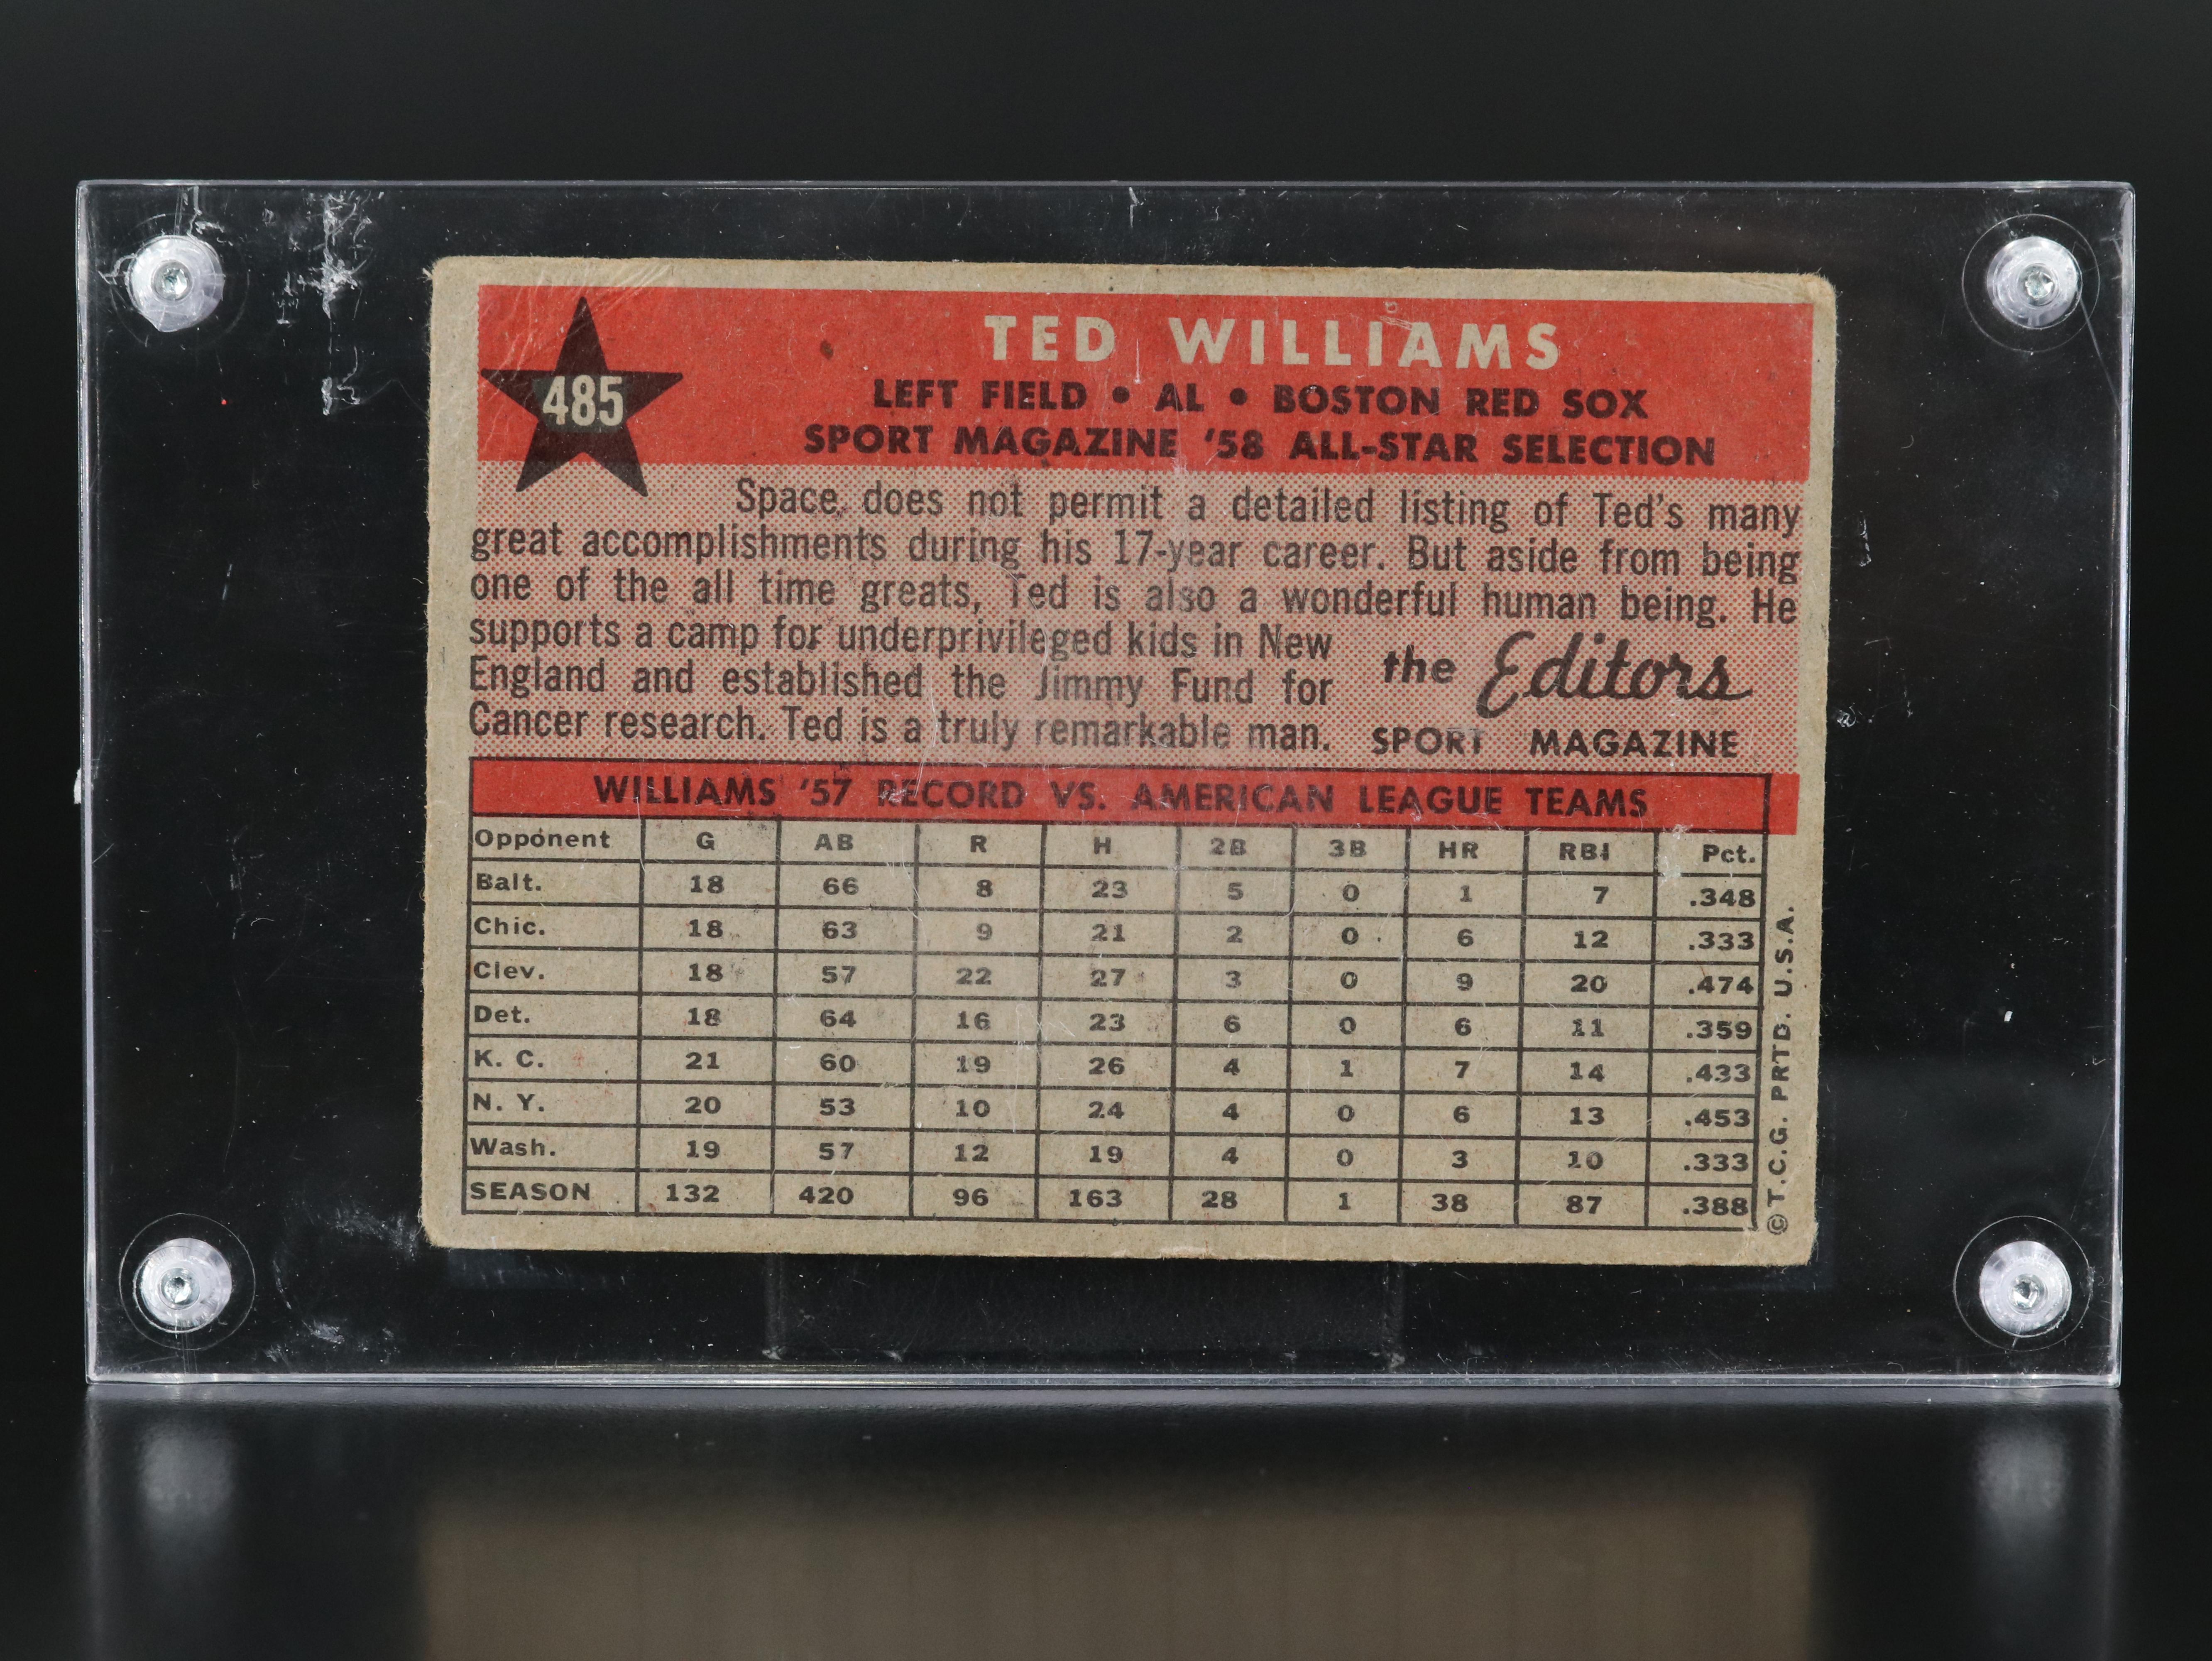 TED WILLIAMS
485
LEFT FIELD • AL • BOSTON RED SOX
SPORT MAGAZINE '58 ALL-STAR SELECTION
Space does not permit a detailed listing of Ted's many
great accomplishments during his 17-year career. But aside from being
one of the all time greats, Ted is also a wonderful human being. He
supports a camp for underprivileged kids in New
England and established the Jimmy Fund for
Cancer research. Ted is a truly remarkable man.
the Editors
SPORT MAGAZINE
WILLIAMS '57 RECORD VS. AMERICAN LEAGUE TEAMS
Opponent G AB R H 2B 3B HR RBI Pct.
Balt. 18 66 8 23 5 0 1 7 .348
Chic. 18 63 9 21 2 0 6 12 .333
Clev. 18 57 22 27 3 0 9 20 .474
Det. 18 64 16 23 6 0 6 11 .359
K. C. 21 60 19 26 4 1 7 14 .433
N. Y. 20 53 10 24 4 0 6 13 .453
Wash. 19 57 12 19 4 0 3 10 .333
SEASON 132 420 96 163 28 1 38 87 .388
© T.C.G. PRTD. U.S.A.